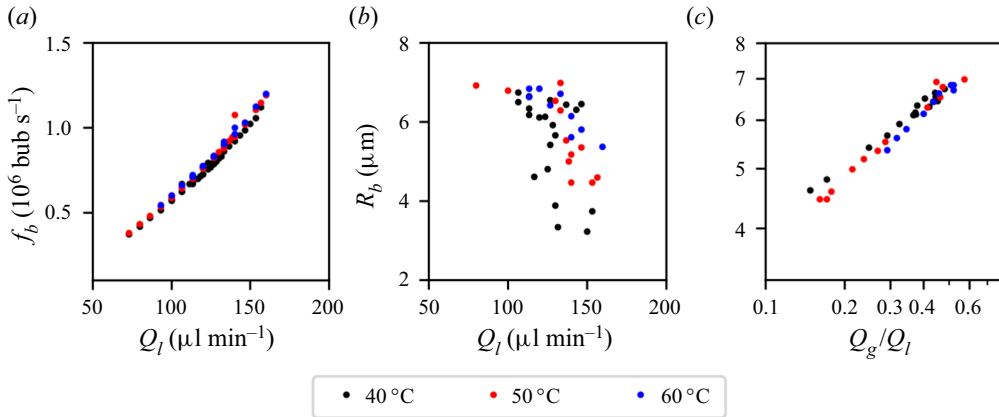 (a)
1.5
1.0
0.5
50
100
150
200
f_b (10⁶ bub s⁻¹)
Q_l (μl min⁻¹)
(b)
8
6
4
2
50
100
150
200
R_b (μm)
Q_l (μl min⁻¹)
(c)
8
7
6
5
4
0.1
0.2
0.3
0.4
0.6
Q_g/Q_l
40 °C
50 °C
60 °C